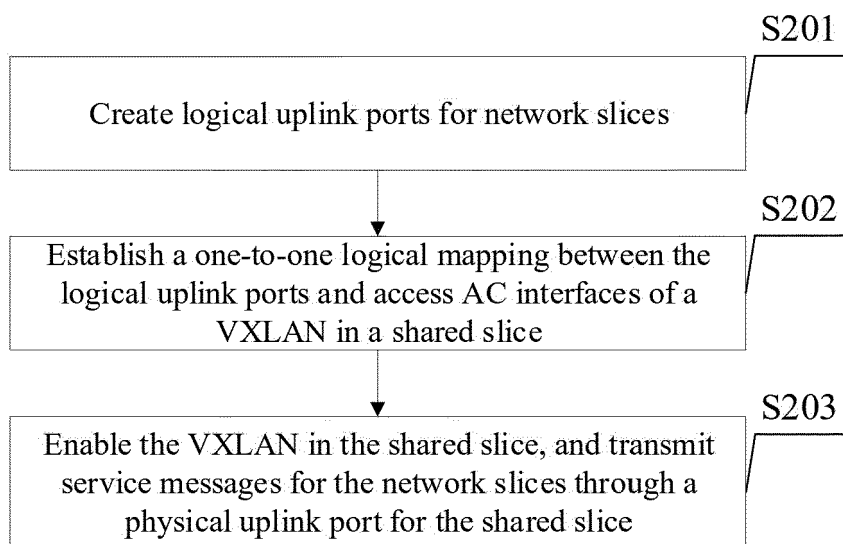 S201
Create logical uplink ports for network slices
S202
Establish a one-to-one logical mapping between the
logical uplink ports and access AC interfaces of a
VXLAN in a shared slice
S203
Enable the VXLAN in the shared slice, and transmit
service messages for the network slices through a
physical uplink port for the shared slice